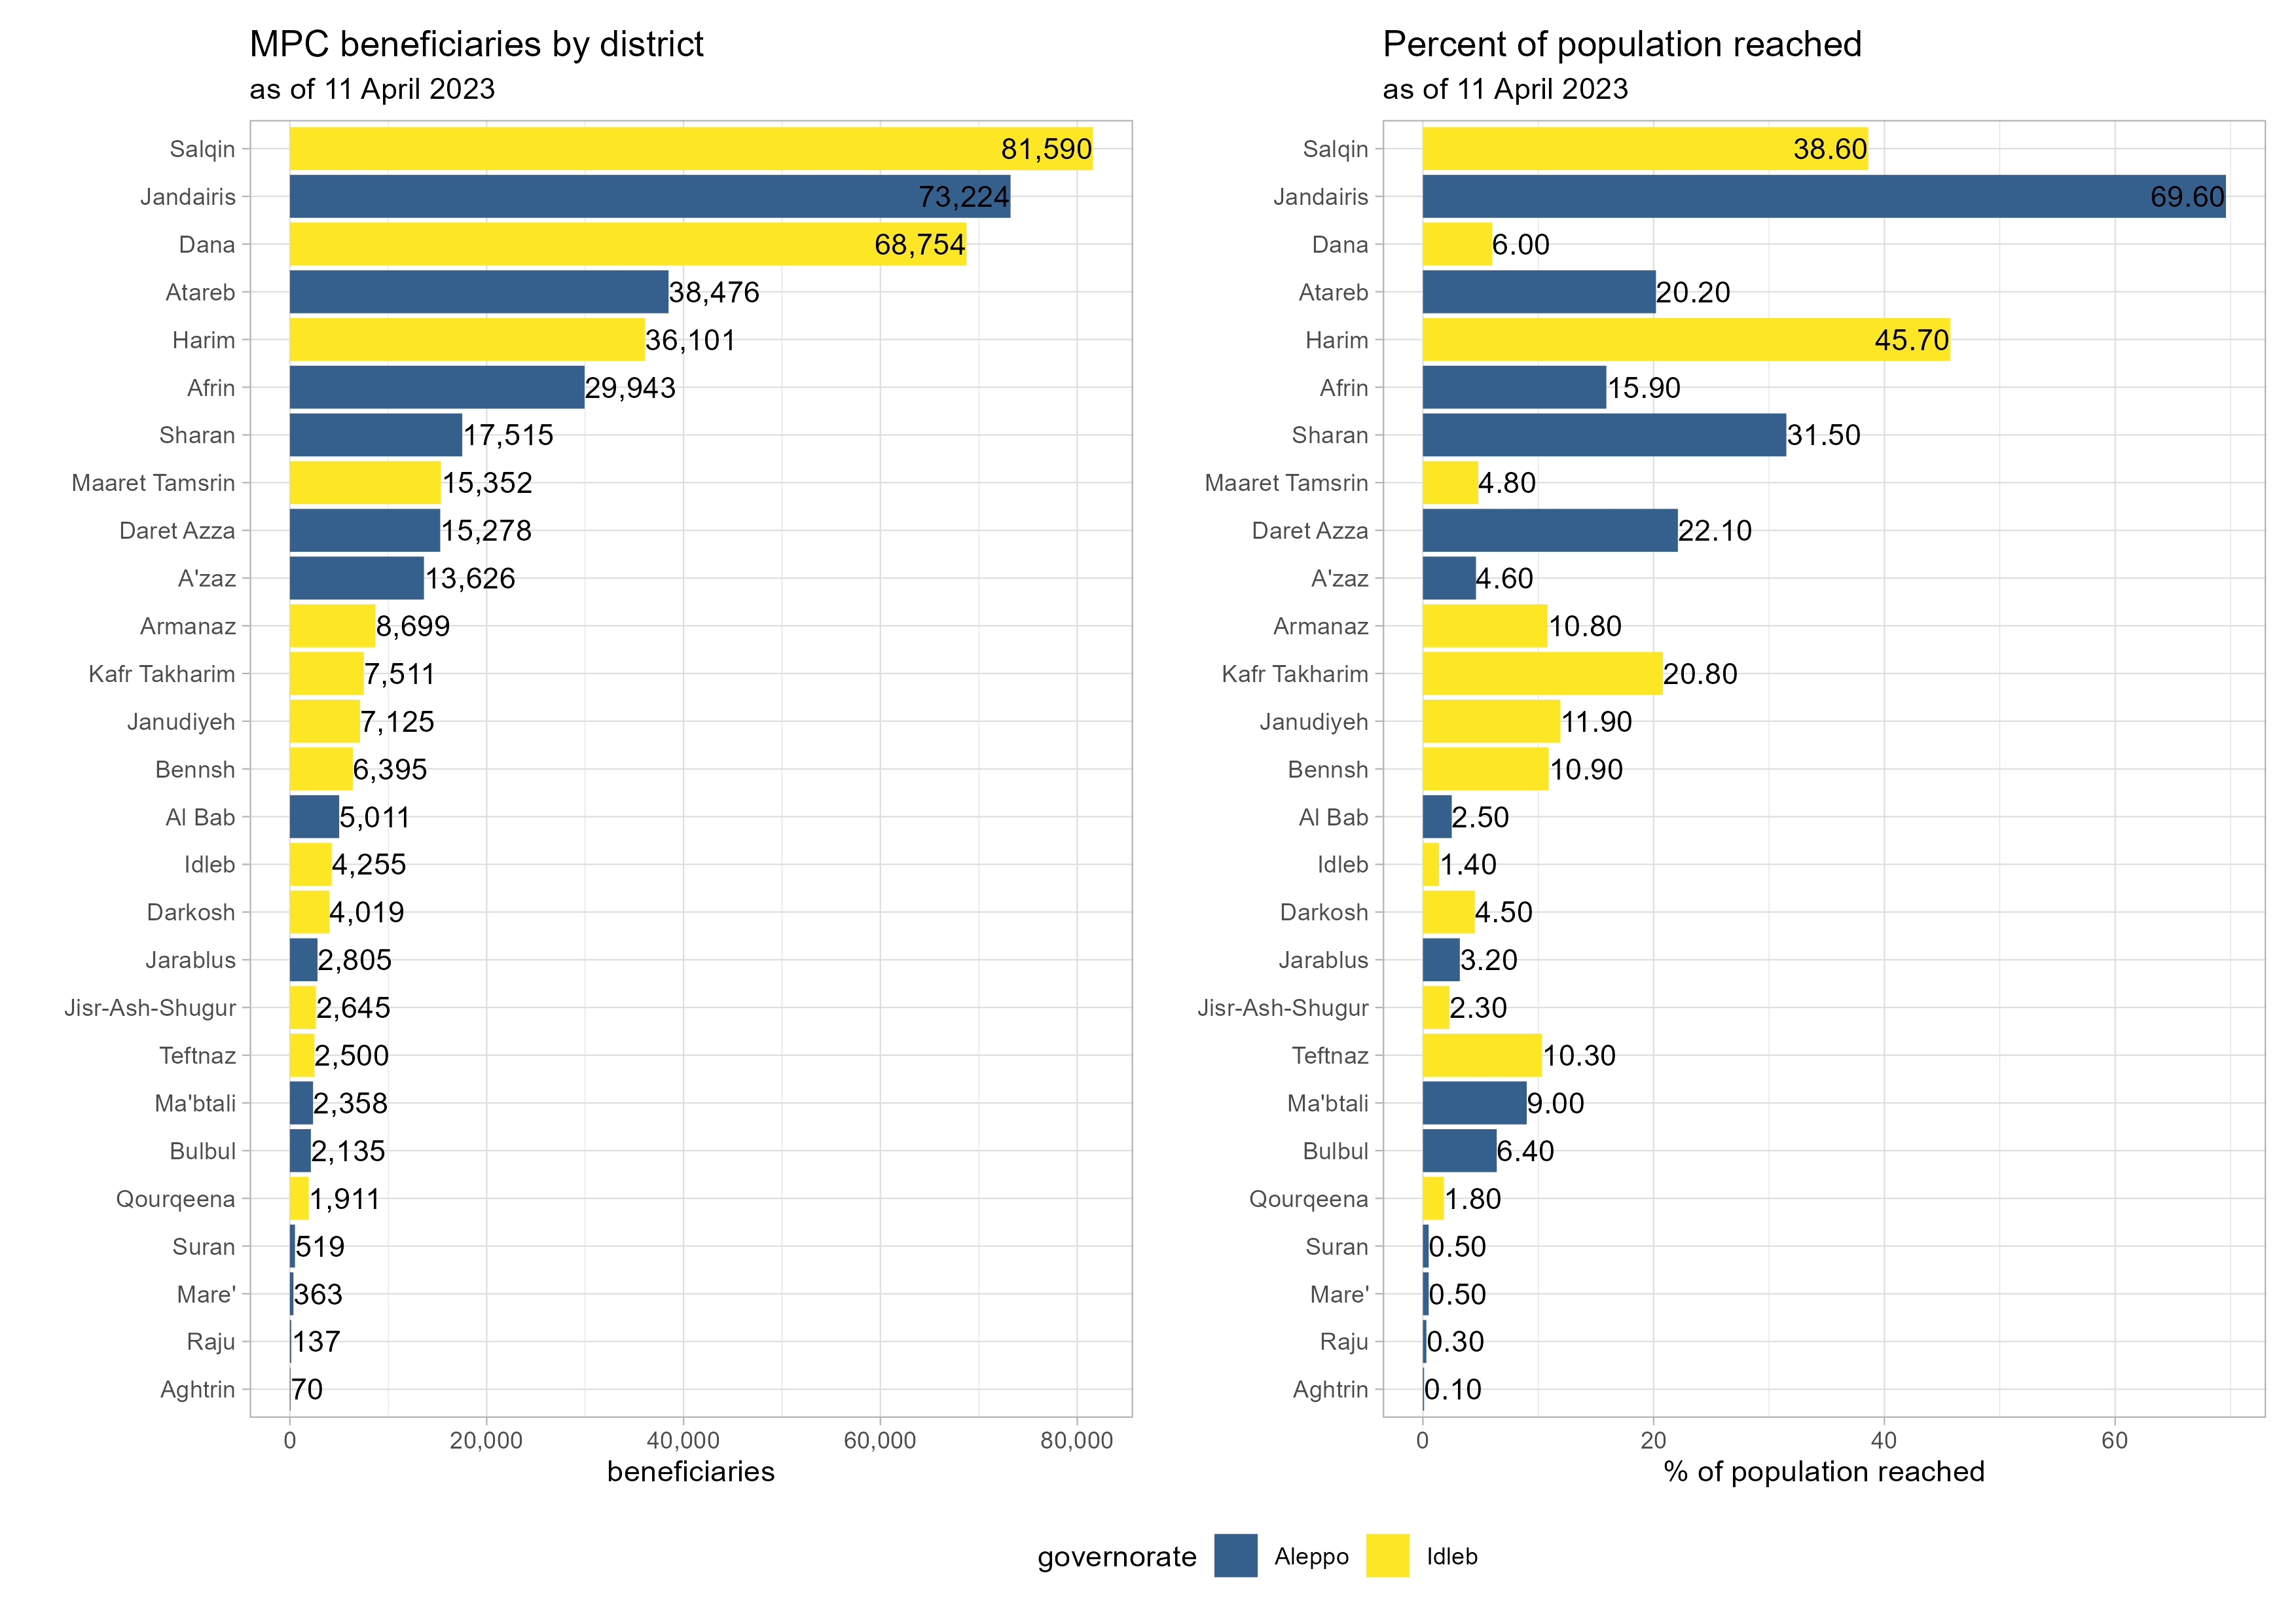 MPC beneficiaries by district
as of 11 April 2023
Salqin 81,590
Jandairis 73,224
Dana 68,754
Atareb 38,476
Harim 36,101
Afrin 29,943
Sharan 17,515
Maaret Tamsrin 15,352
Daret Azza 15,278
A'zaz 13,626
Armanaz 8,699
Kafr Takharim 7,511
Janudiyeh 7,125
Bennsh 6,395
Al Bab 5,011
Idleb 4,255
Darkosh 4,019
Jarablus 2,805
Jisr-Ash-Shugur 2,645
Teftnaz 2,500
Ma'btali 2,358
Bulbul 2,135
Qourqeena 1,911
Suran 519
Mare' 363
Raju 137
Aghtrin 70
0 20,000 40,000 60,000 80,000
beneficiaries
Percent of population reached
as of 11 April 2023
Salqin 38.60
Jandairis 69.60
Dana 6.00
Atareb 20.20
Harim 45.70
Afrin 15.90
Sharan 31.50
Maaret Tamsrin 4.80
Daret Azza 22.10
A'zaz 4.60
Armanaz 10.80
Kafr Takharim 20.80
Janudiyeh 11.90
Bennsh 10.90
Al Bab 2.50
Idleb 1.40
Darkosh 4.50
Jarablus 3.20
Jisr-Ash-Shugur 2.30
Teftnaz 10.30
Ma'btali 9.00
Bulbul 6.40
Qourqeena 1.80
Suran 0.50
Mare' 0.50
Raju 0.30
Aghtrin 0.10
0 20 40 60
% of population reached
governorate Aleppo Idleb